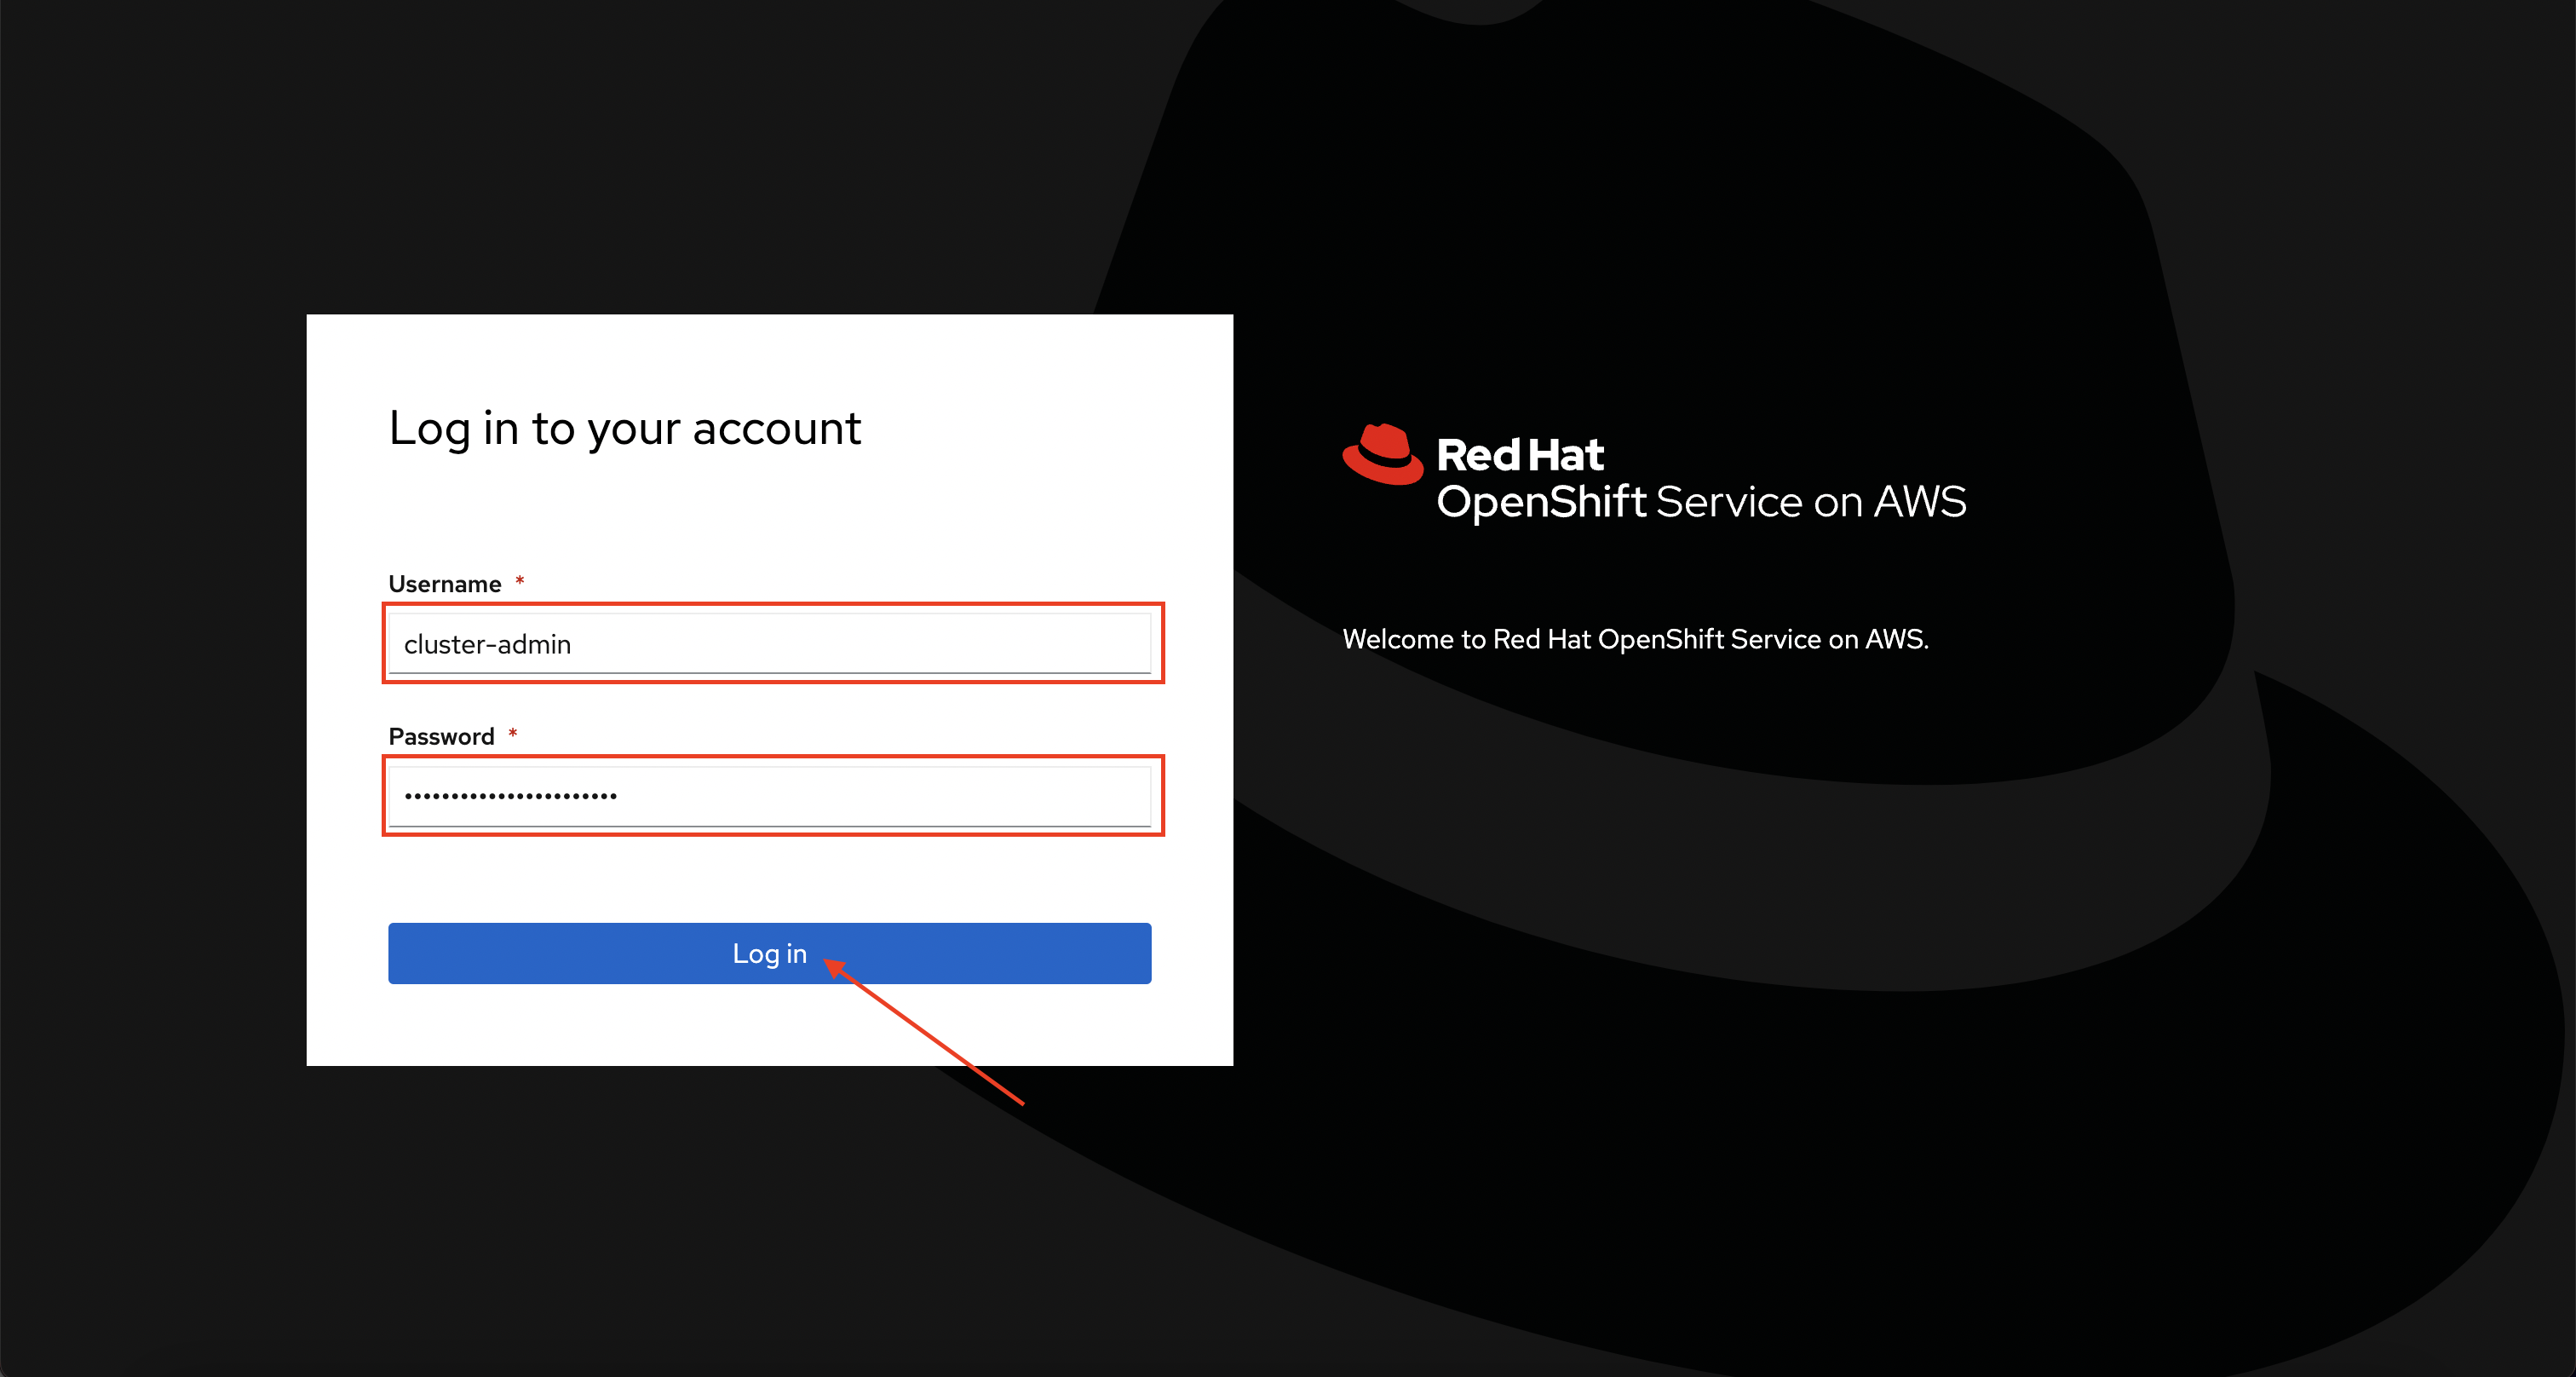 Log in to your account
Username *
cluster-admin
Password *
•••••••••••••••••••••••
Log in
Red Hat
OpenShift Service on AWS
Welcome to Red Hat OpenShift Service on AWS.